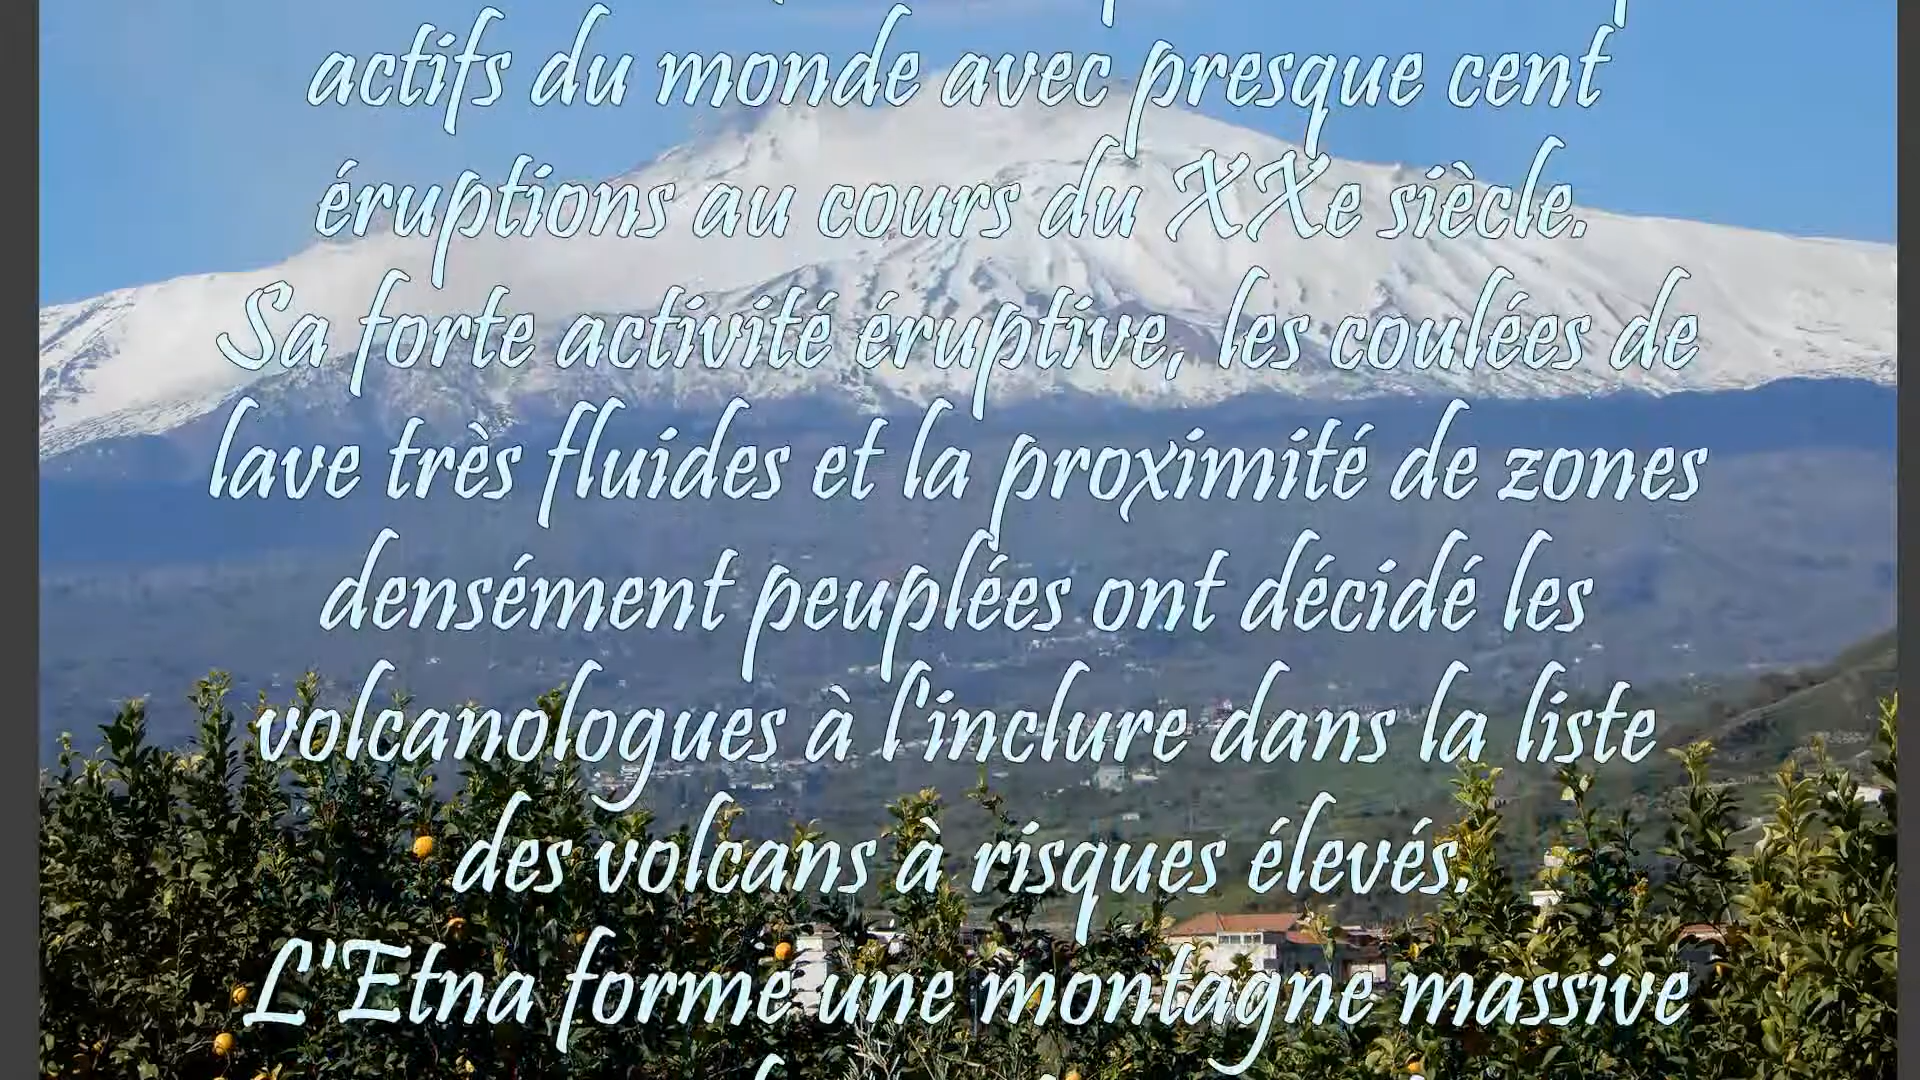 actifs du monde avec presque cent
éruptions au cours du XXe siècle.
Sa forte activité éruptive, les coulées de
lave très fluides et la proximité de zones
densément peuplées ont décidé les
volcanologues à l'inclure dans la liste
des volcans à risques élevés.
L'Etna forme une montagne massive